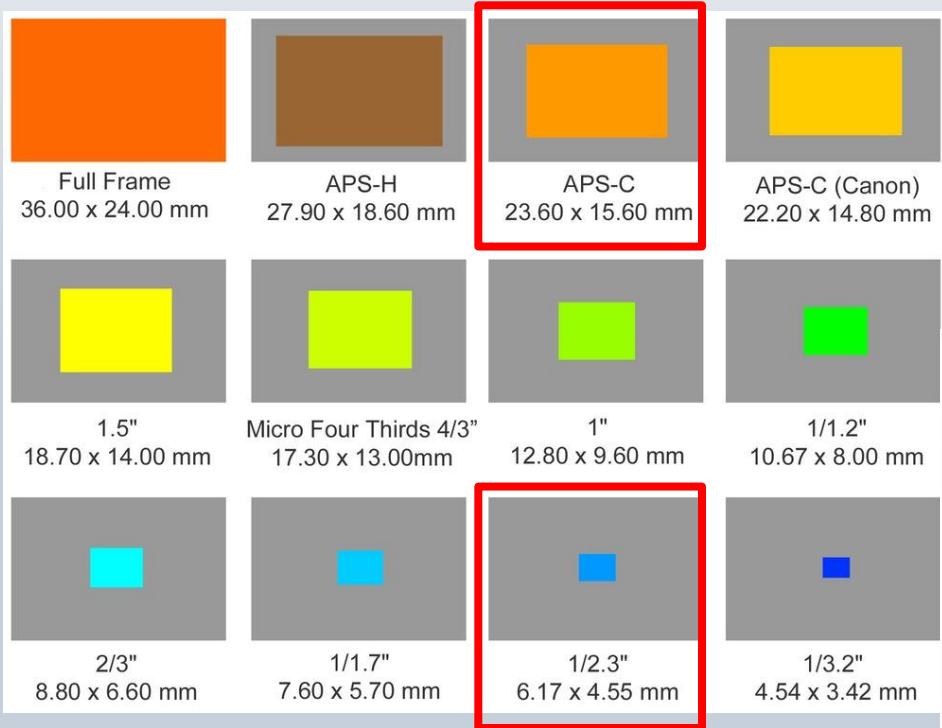 Full Frame
36.00 x 24.00 mm
APS-H
27.90 x 18.60 mm
APS-C
23.60 x 15.60 mm
APS-C (Canon)
22.20 x 14.80 mm
1.5"
18.70 x 14.00 mm
Micro Four Thirds 4/3”
17.30 x 13.00mm
1"
12.80 x 9.60 mm
1/1.2"
10.67 x 8.00 mm
2/3"
8.80 x 6.60 mm
1/1.7"
7.60 x 5.70 mm
1/2.3"
6.17 x 4.55 mm
1/3.2"
4.54 x 3.42 mm